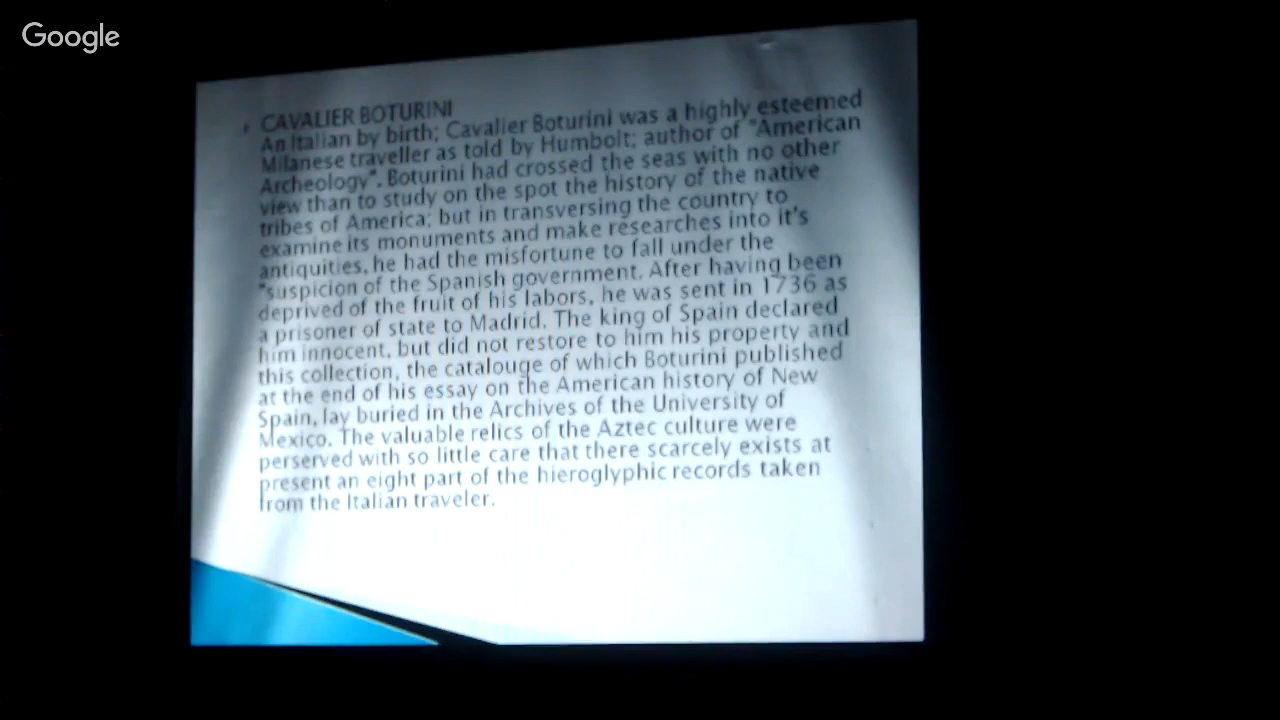 Google
CAVALIER BOTURINI
An Italian by birth; Cavalier Boturini was a highly esteemed
Milanese traveller as told by Humbolt; author of "American
Archeology". Boturini had crossed the seas with no other
view than to study on the spot the history of the native
tribes of America; but in transversing the country to
examine its monuments and make researches into it's
antiquities, he had the misfortune to fall under the
"suspicion of the Spanish government. After having been
deprived of the fruit of his labors, he was sent in 1736 as
a prisoner of state to Madrid. The king of Spain declared
him innocent, but did not restore to him his property and
this collection, the catalouge of which Boturini published
at the end of his essay on the American history of New
Spain, lay buried in the Archives of the University of
Mexico. The valuable relics of the Aztec culture were
perserved with so little care that there scarcely exists at
present an eight part of the hieroglyphic records taken
from the Italian traveler.